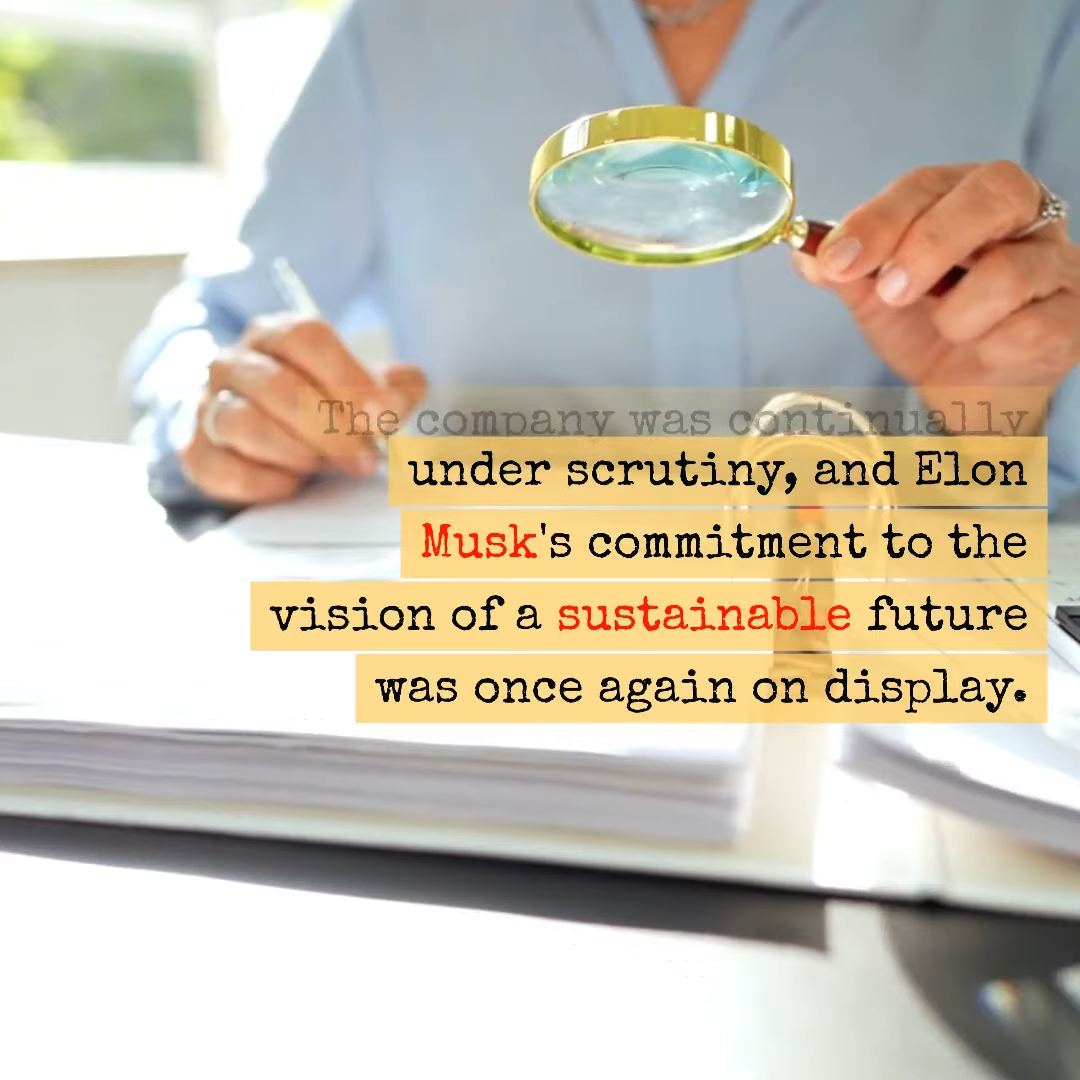 The company was continually
under scrutiny, and Elon
Musk's commitment to the
vision of a sustainable future
was once again on display.